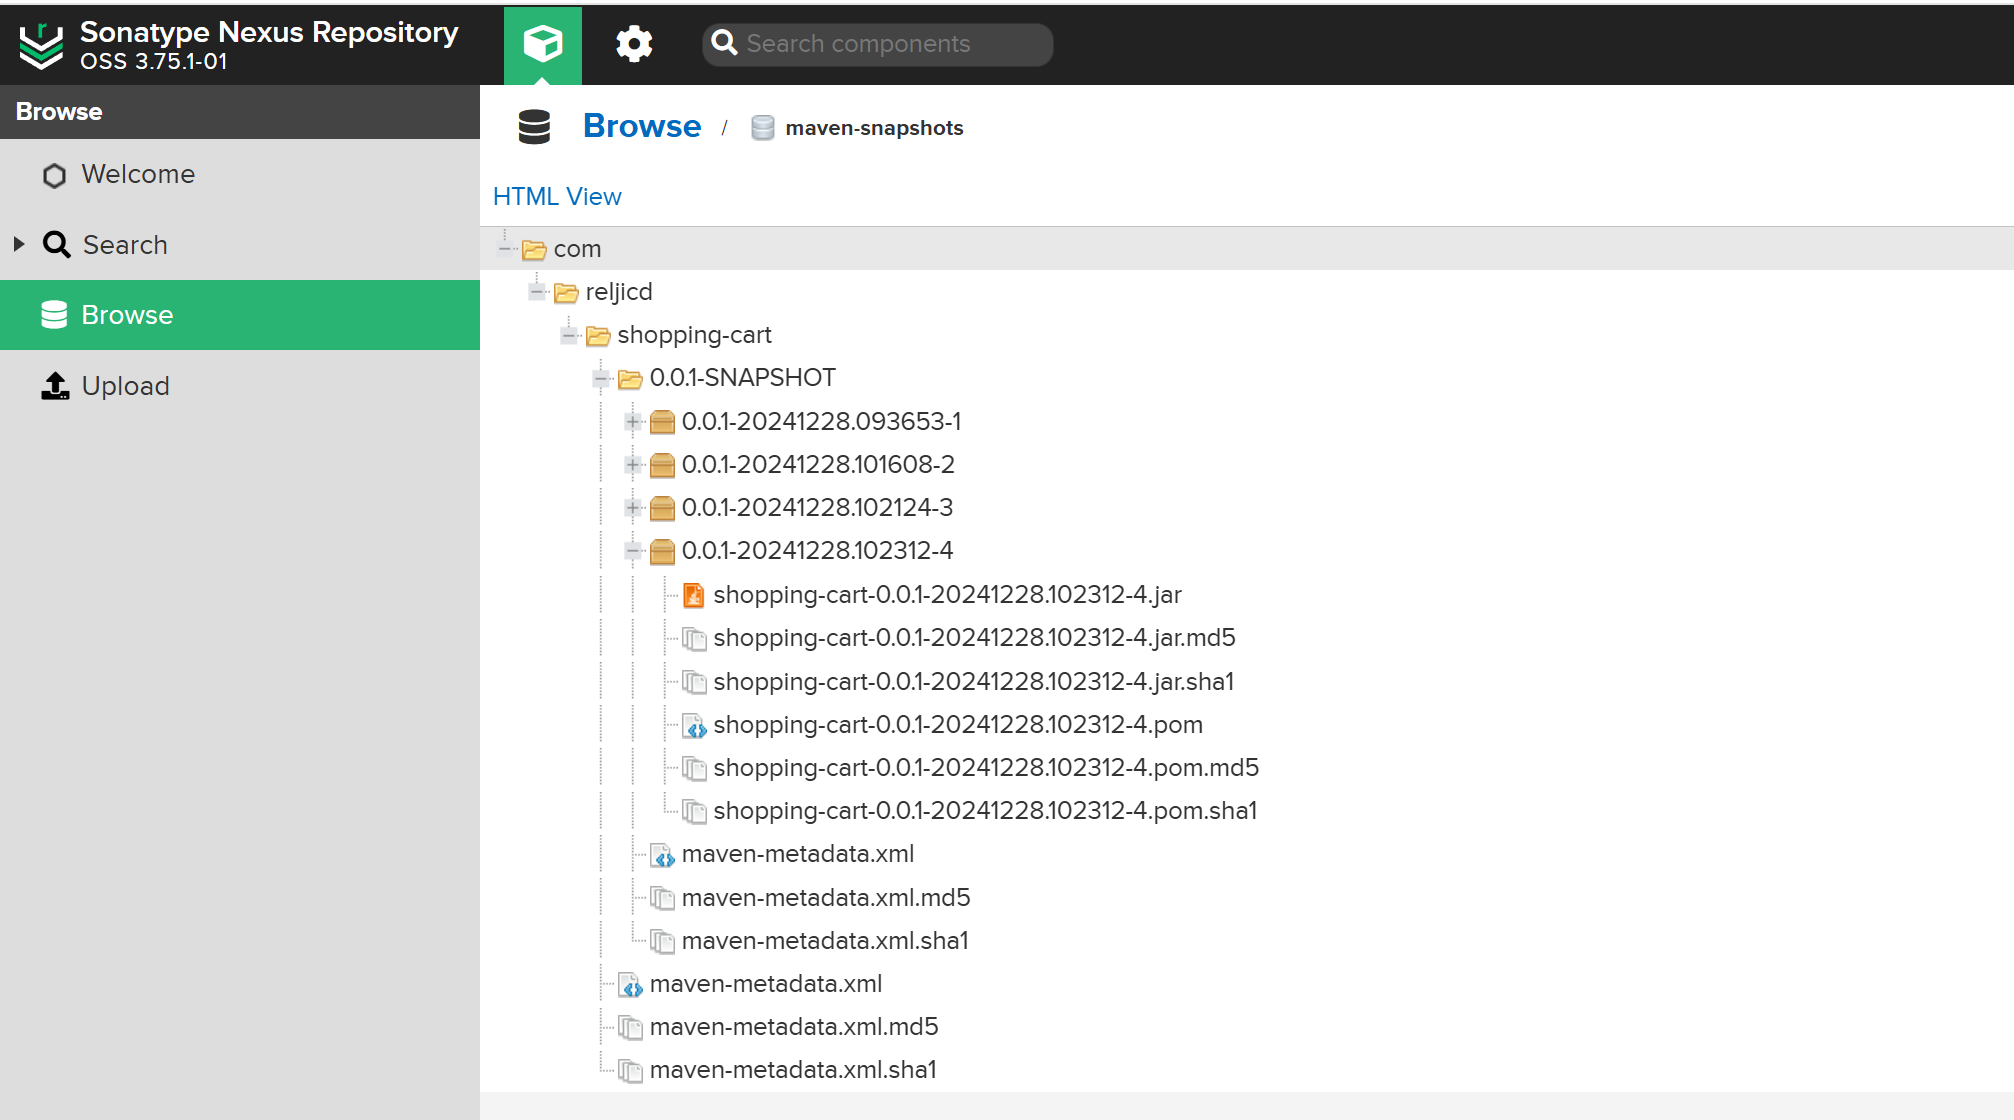 Sonatype Nexus Repository
OSS 3.75.1-01
Search components
Browse
Welcome
Search
Browse
Upload
Browse / maven-snapshots
HTML View
com
reljicd
shopping-cart
0.0.1-SNAPSHOT
0.0.1-20241228.093653-1
0.0.1-20241228.101608-2
0.0.1-20241228.102124-3
0.0.1-20241228.102312-4
shopping-cart-0.0.1-20241228.102312-4.jar
shopping-cart-0.0.1-20241228.102312-4.jar.md5
shopping-cart-0.0.1-20241228.102312-4.jar.sha1
shopping-cart-0.0.1-20241228.102312-4.pom
shopping-cart-0.0.1-20241228.102312-4.pom.md5
shopping-cart-0.0.1-20241228.102312-4.pom.sha1
maven-metadata.xml
maven-metadata.xml.md5
maven-metadata.xml.sha1
maven-metadata.xml
maven-metadata.xml.md5
maven-metadata.xml.sha1